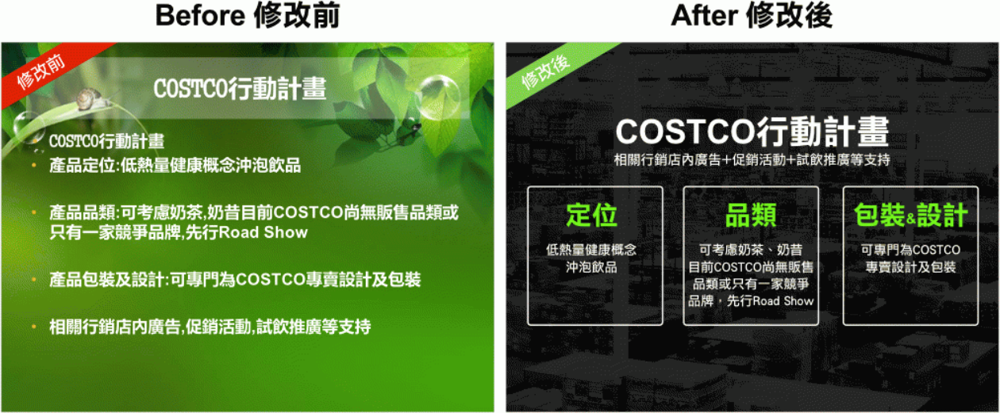 Before 修改前
修改前
COSTCO行動計畫
COSTCO行動計畫
• 產品定位:低熱量健康概念沖泡飲品
• 產品品類:可考慮奶茶,奶昔目前COSTCO尚無販售品類或
只有一家競爭品牌,先行Road Show
• 產品包裝及設計:可專門為COSTCO專賣設計及包裝
• 相關行銷店內廣告,促銷活動,試飲推廣等支持
After 修改後
修改後
COSTCO行動計畫
相關行銷店內廣告+促銷活動+試飲推廣等支持
定位
低熱量健康概念
沖泡飲品
品類
可考慮奶茶、奶昔
目前COSTCO尚無販售
品類或只有一家競爭
品牌，先行Road Show
包裝&設計
可專門為COSTCO
專賣設計及包裝